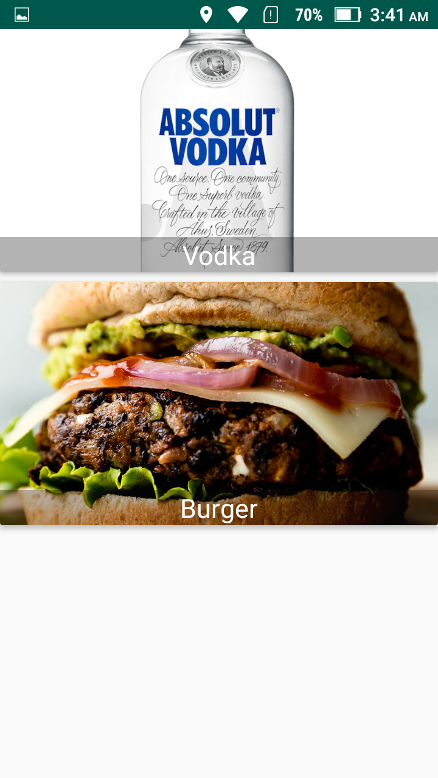 70% 3:41 AM
ABSOLUT
VODKA
One source. One community
One superb vodka
Crafted in the village of
Åhus, Sweden
Absolut Since 1879.
Vodka
Burger